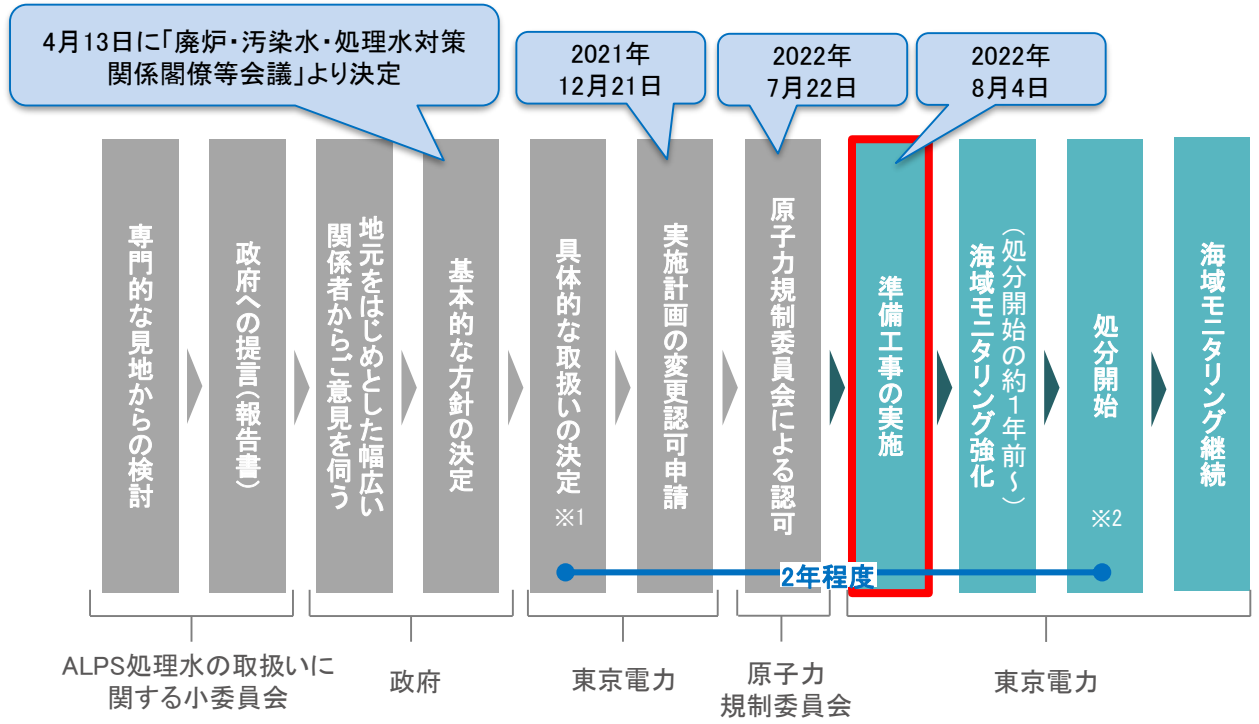 4月13日に「廃炉・汚染水・処理水対策
関係閣僚等会議」より決定
2021年
12月21日
2022年
7月22日
2022年
8月4日
専門的な見地からの検討
政府への提言(報告書)
地元をはじめとした幅広い
関係者からご意見を伺う
基本的な方針の決定
具体的な取扱いの決定
※1
実施計画の変更認可申請
原子力規制委員会による認可
準備工事の実施
(処分開始の約1年前~)
海域モニタリング強化
処分開始
※2
海域モニタリング継続
2年程度
ALPS処理水の取扱いに
関する小委員会
政府
東京電力
原子力
規制委員会
東京電力